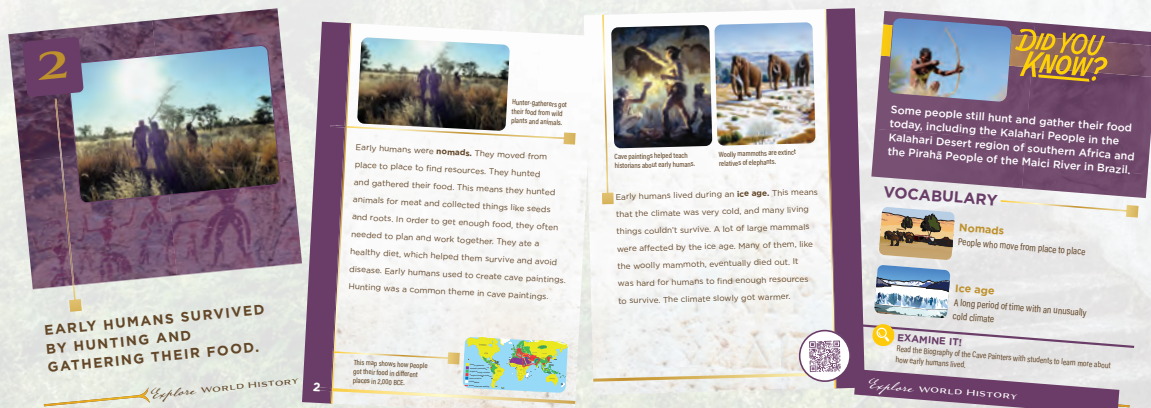 2
EARLY HUMANS SURVIVED
BY HUNTING AND
GATHERING THEIR FOOD.
Explore WORLD HISTORY
Hunter-gatherers got
their food from wild
plants and animals.
Early humans were nomads. They moved from
place to place to find resources. They hunted
and gathered their food. This means they hunted
animals for meat and collected things like seeds
and roots. In order to get enough food, they often
needed to plan and work together. They ate a
healthy diet, which helped them survive and avoid
disease. Early humans used to create cave paintings.
Hunting was a common theme in cave paintings.
This map shows how people
got their food in different
places in 2,000 BCE.
2
Cave paintings helped teach
historians about early humans.
Woolly mammoths are extinct
relatives of elephants.
Early humans lived during an ice age. This means
that the climate was very cold, and many living
things couldn't survive. A lot of large mammals
were affected by the ice age. Many of them, like
the woolly mammoth, eventually died out. It
was hard for humans to find enough resources
to survive. The climate slowly got warmer.
DID YOU
KNOW?
Some people still hunt and gather their food
today, including the Kalahari People in the
Kalahari Desert region of southern Africa and
the Pirahã People of the Maici River in Brazil.
VOCABULARY
Nomads
People who move from place to place
Ice age
A long period of time with an unusually
cold climate
EXAMINE IT!
Read the Biography of the Cave Painters with students to learn more about
how early humans lived.
Explore WORLD HISTORY